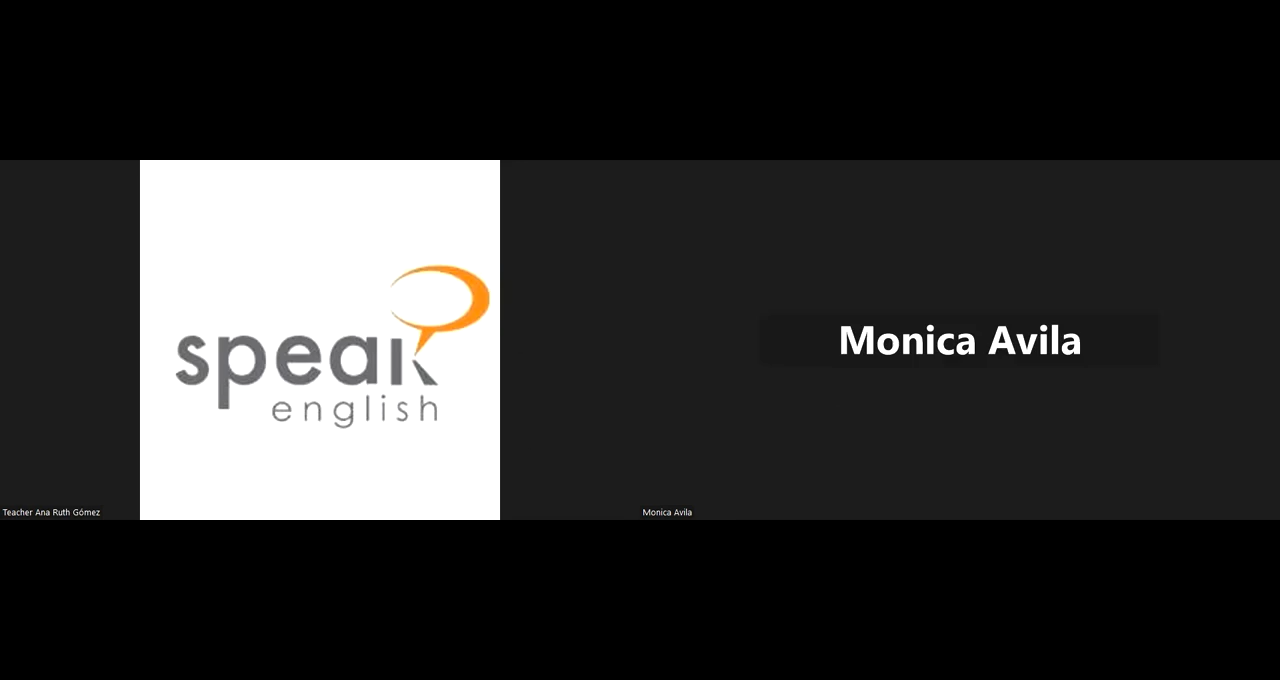 speak
english
Monica Avila
Teacher Ana Ruth Gómez
Monica Avila